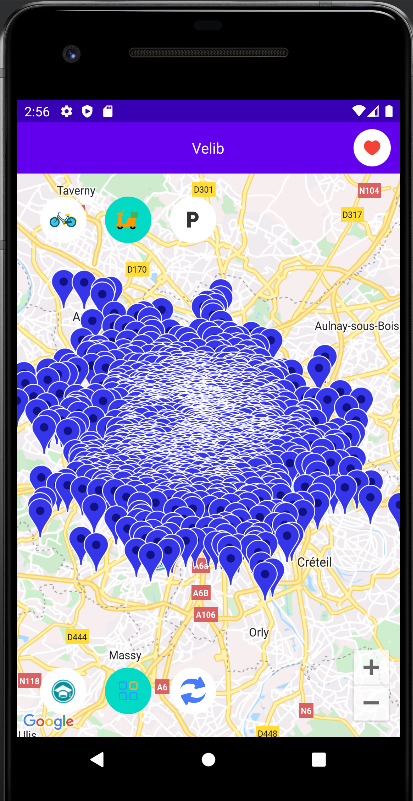 2:56
Velib
Taverny
D301
N104
P
D317
D170
A
Aulnay-sous-Bois
A6a
Créteil
A6B
A106
Orly
D444
Massy
N118
A6
N6
+
−
Google
Ulis
D448